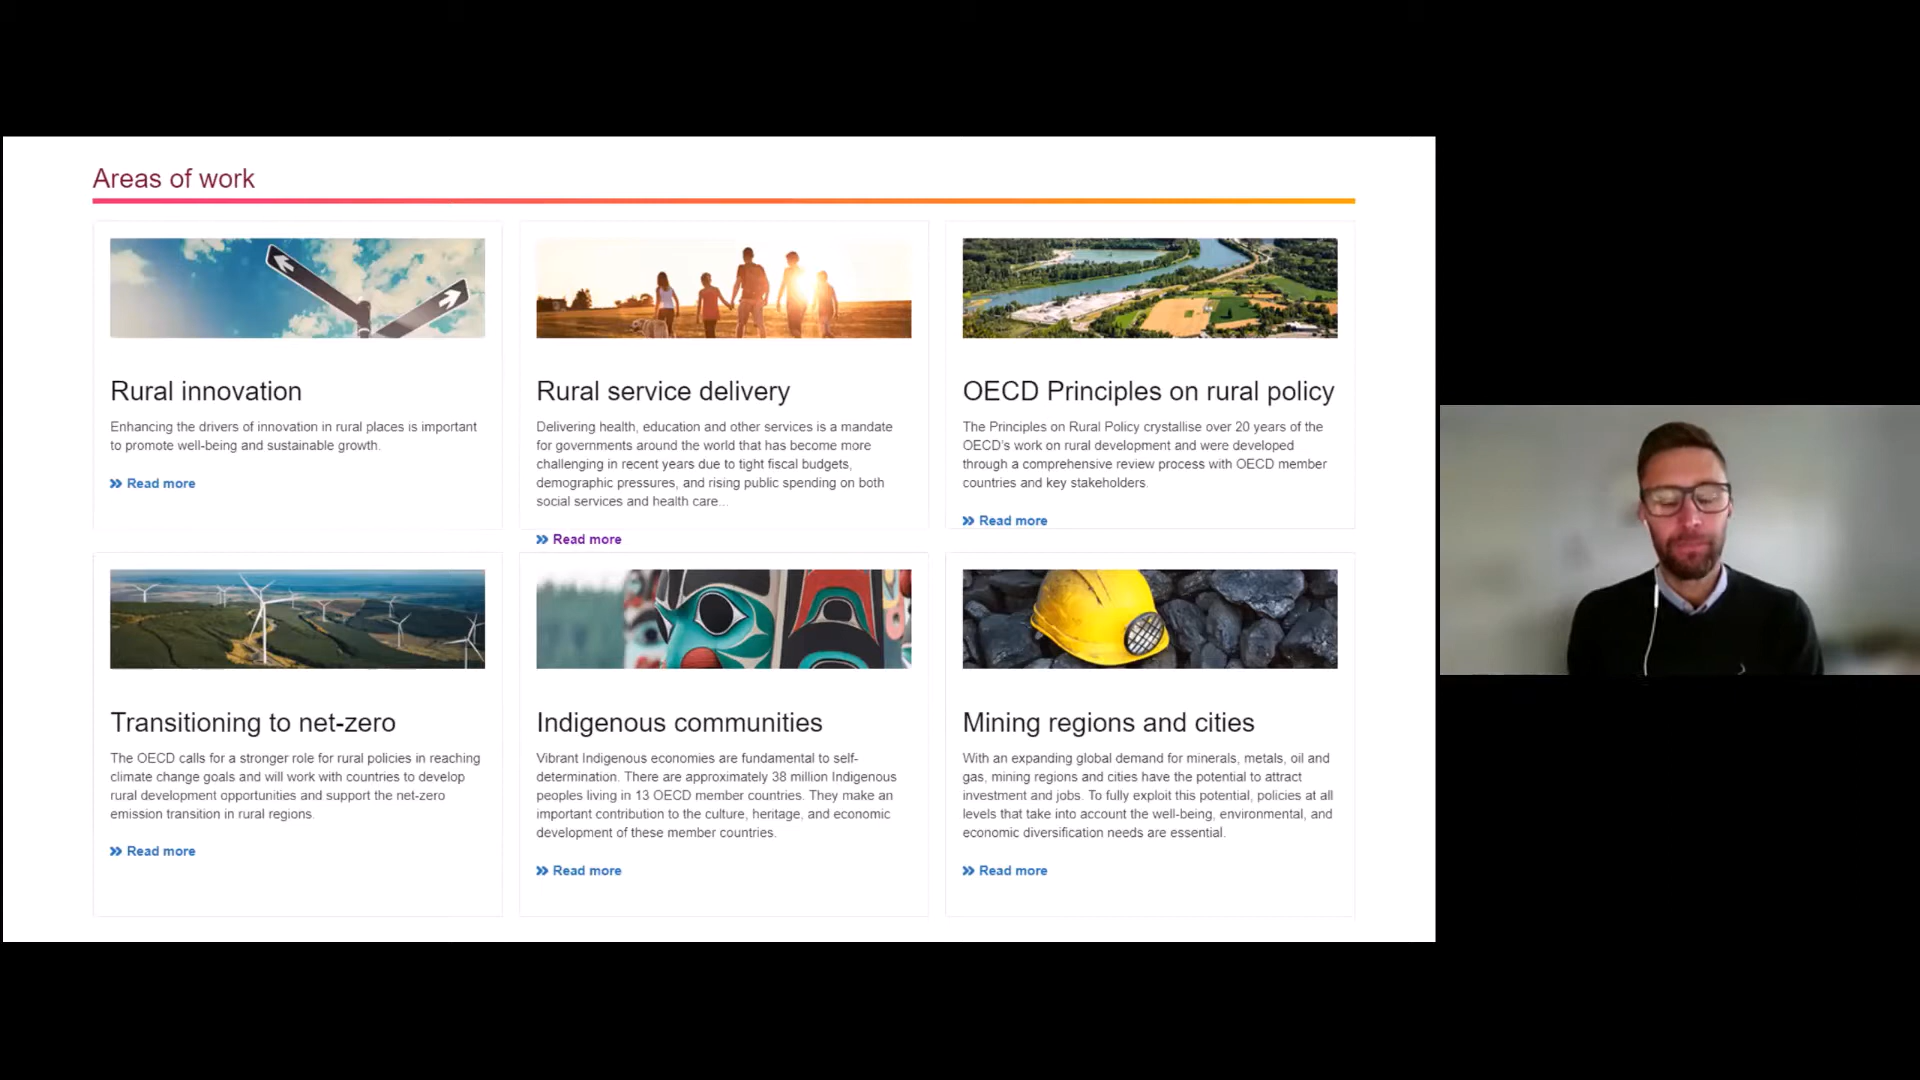 Areas of work
Rural innovation
Enhancing the drivers of innovation in rural places is important
to promote well-being and sustainable growth.
Read more
Rural service delivery
Delivering health, education and other services is a mandate
for governments around the world that has become more
challenging in recent years due to tight fiscal budgets,
demographic pressures, and rising public spending on both
social services and health care...
Read more
OECD Principles on rural policy
The Principles on Rural Policy crystallise over 20 years of the
OECD's work on rural development and were developed
through a comprehensive review process with OECD member
countries and key stakeholders.
Read more
Transitioning to net-zero
The OECD calls for a stronger role for rural policies in reaching
climate change goals and will work with countries to develop
rural development opportunities and support the net-zero
emission transition in rural regions.
Read more
Indigenous communities
Vibrant Indigenous economies are fundamental to self-
determination. There are approximately 38 million Indigenous
peoples living in 13 OECD member countries. They make an
important contribution to the culture, heritage, and economic
development of these member countries.
Read more
Mining regions and cities
With an expanding global demand for minerals, metals, oil and
gas, mining regions and cities have the potential to attract
investment and jobs. To fully exploit this potential, policies at all
levels that take into account the well-being, environmental, and
economic diversification needs are essential.
Read more